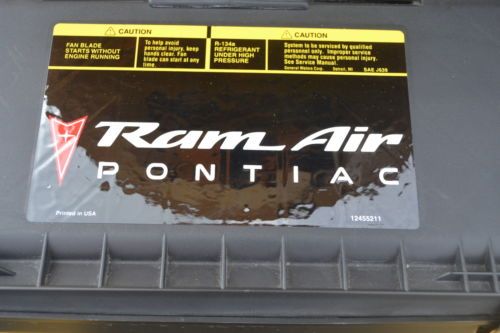 CAUTION
FAN BLADE
STARTS WITHOUT
ENGINE RUNNING
To help avoid
personal injury, keep
hands clear. Fan
blade can start at any
time.
R-134a
REFRIGERANT
UNDER HIGH
PRESSURE
CAUTION
System to be serviced by qualified
personnel only. Improper service
methods may cause personal injury.
See Service Manual.
General Motors Corp. Detroit, MI SAE J639
Ram Air
PONTIAC
Printed in USA
12455211